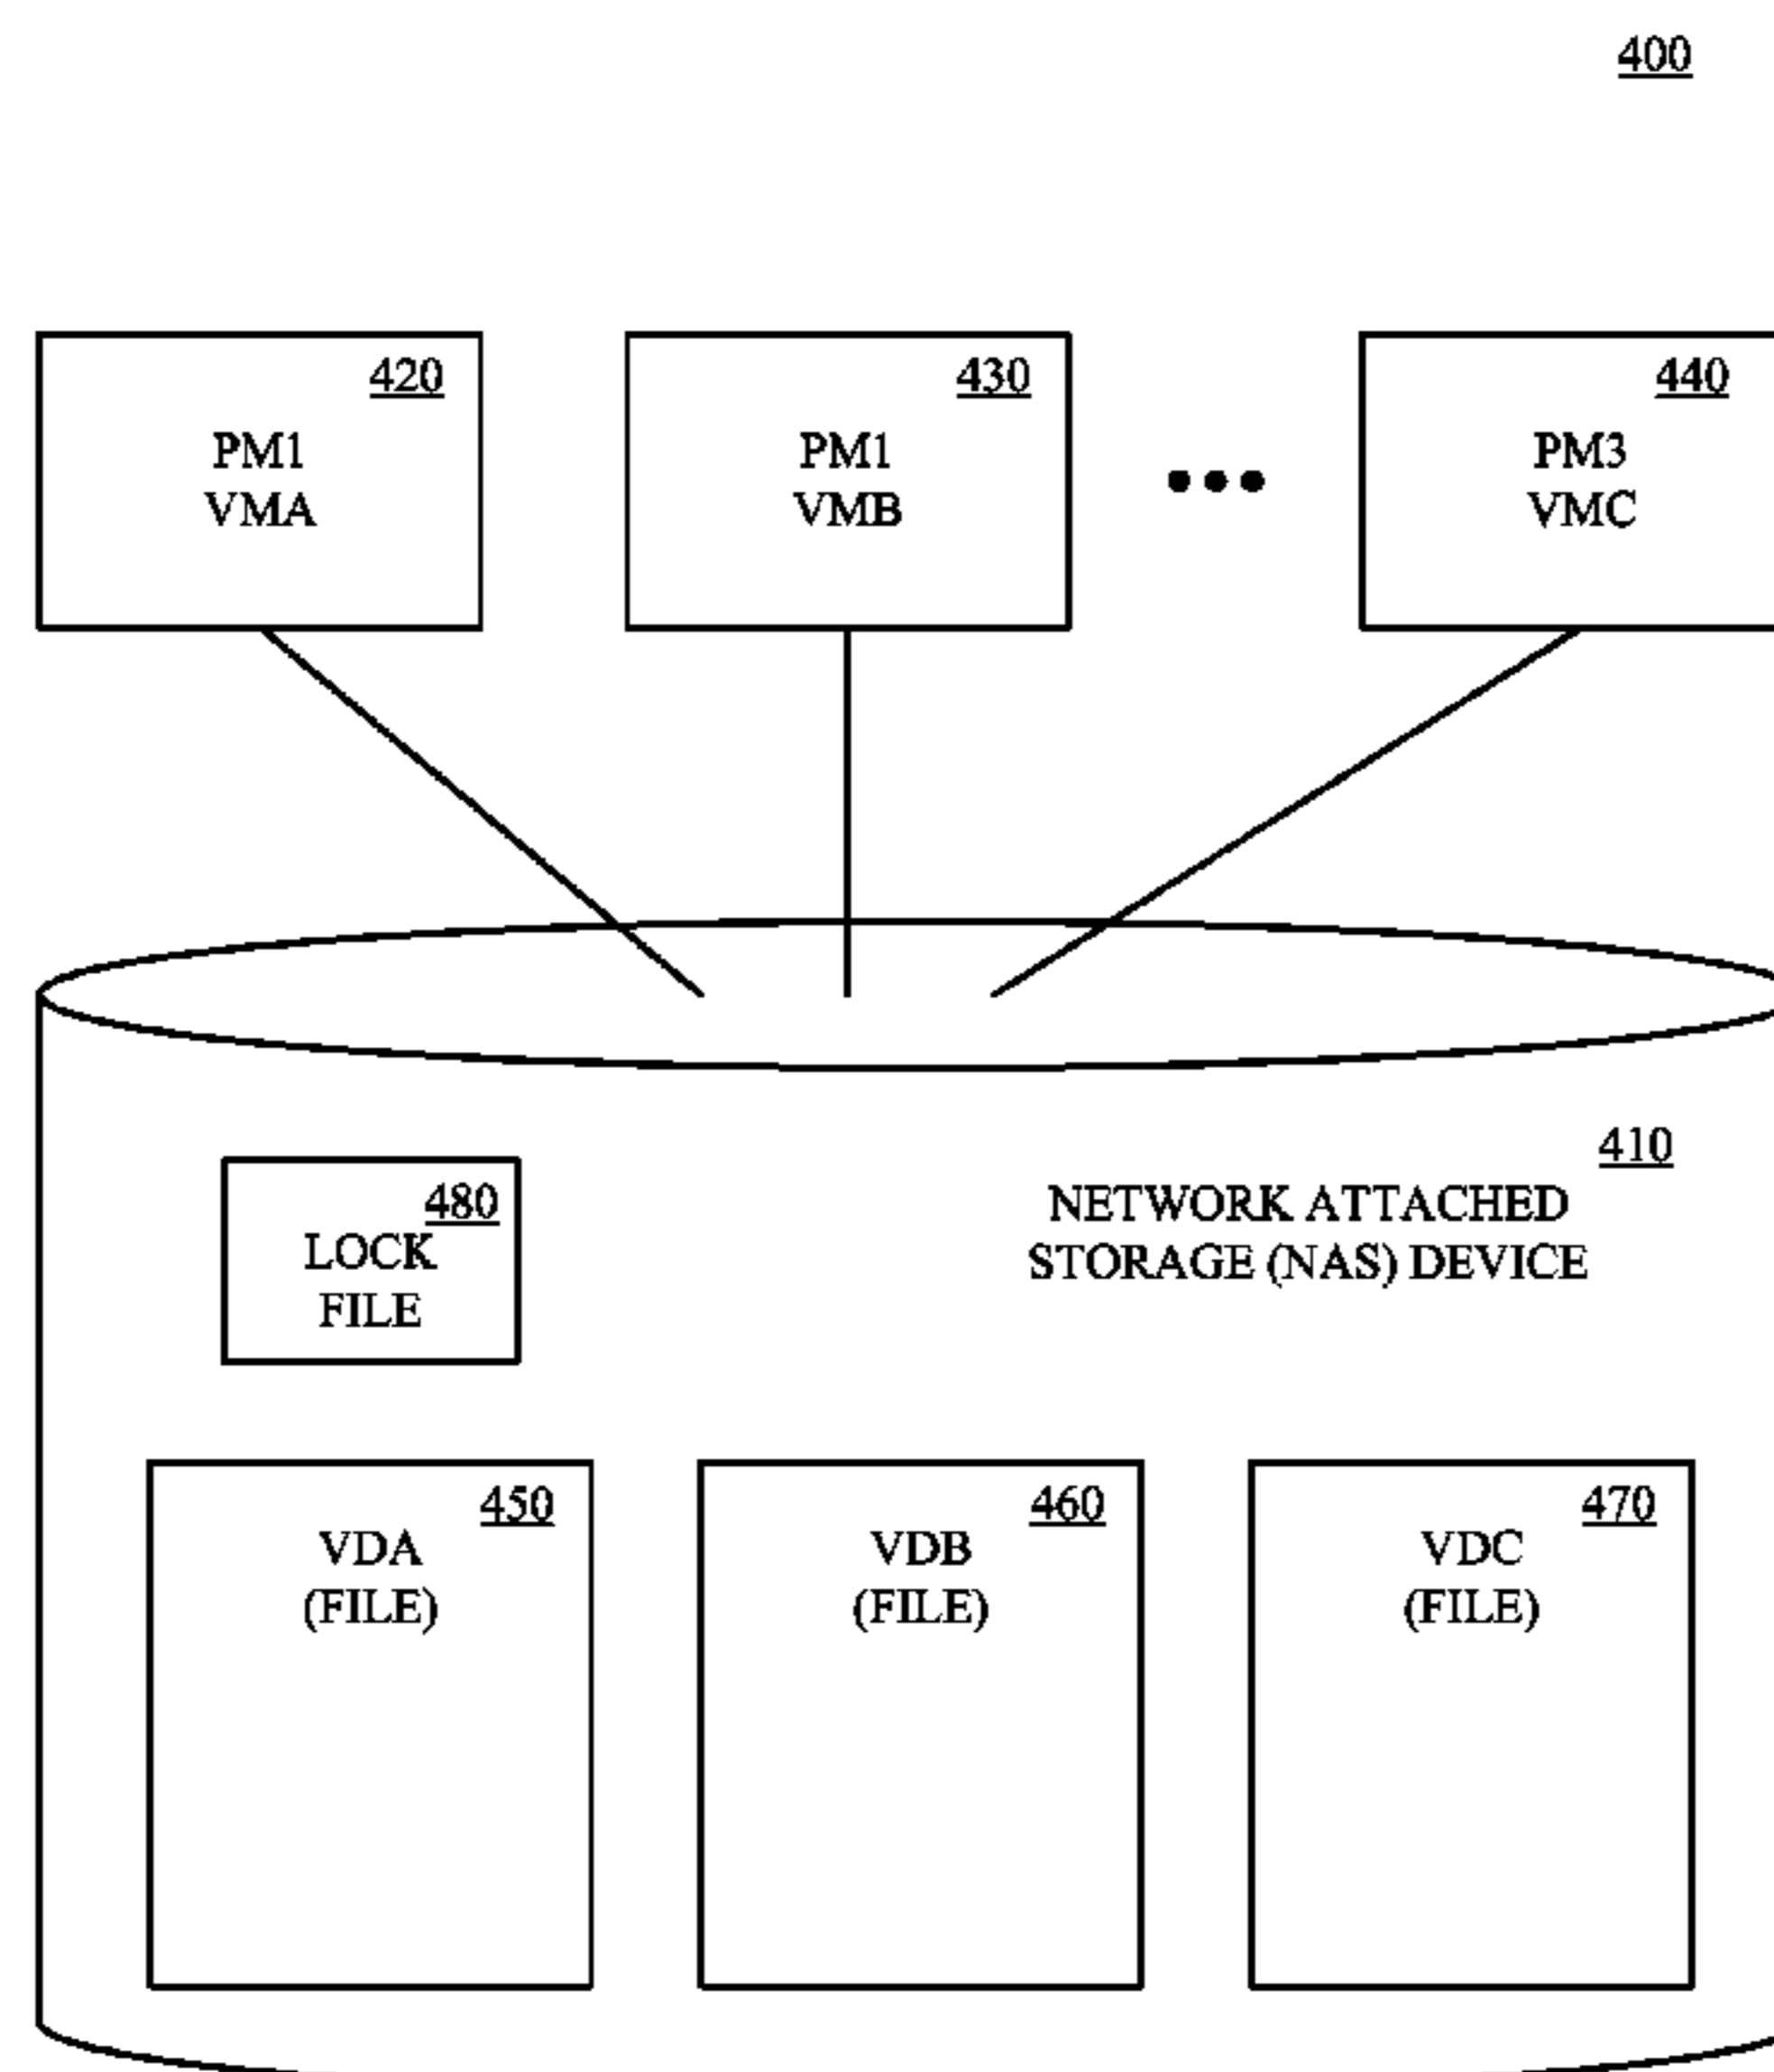 400
420
PM1
VMA
430
PM1
VMB
440
PM3
VMC
410
NETWORK ATTACHED
STORAGE (NAS) DEVICE
480
LOCK
FILE
450
VDA
(FILE)
460
VDB
(FILE)
470
VDC
(FILE)